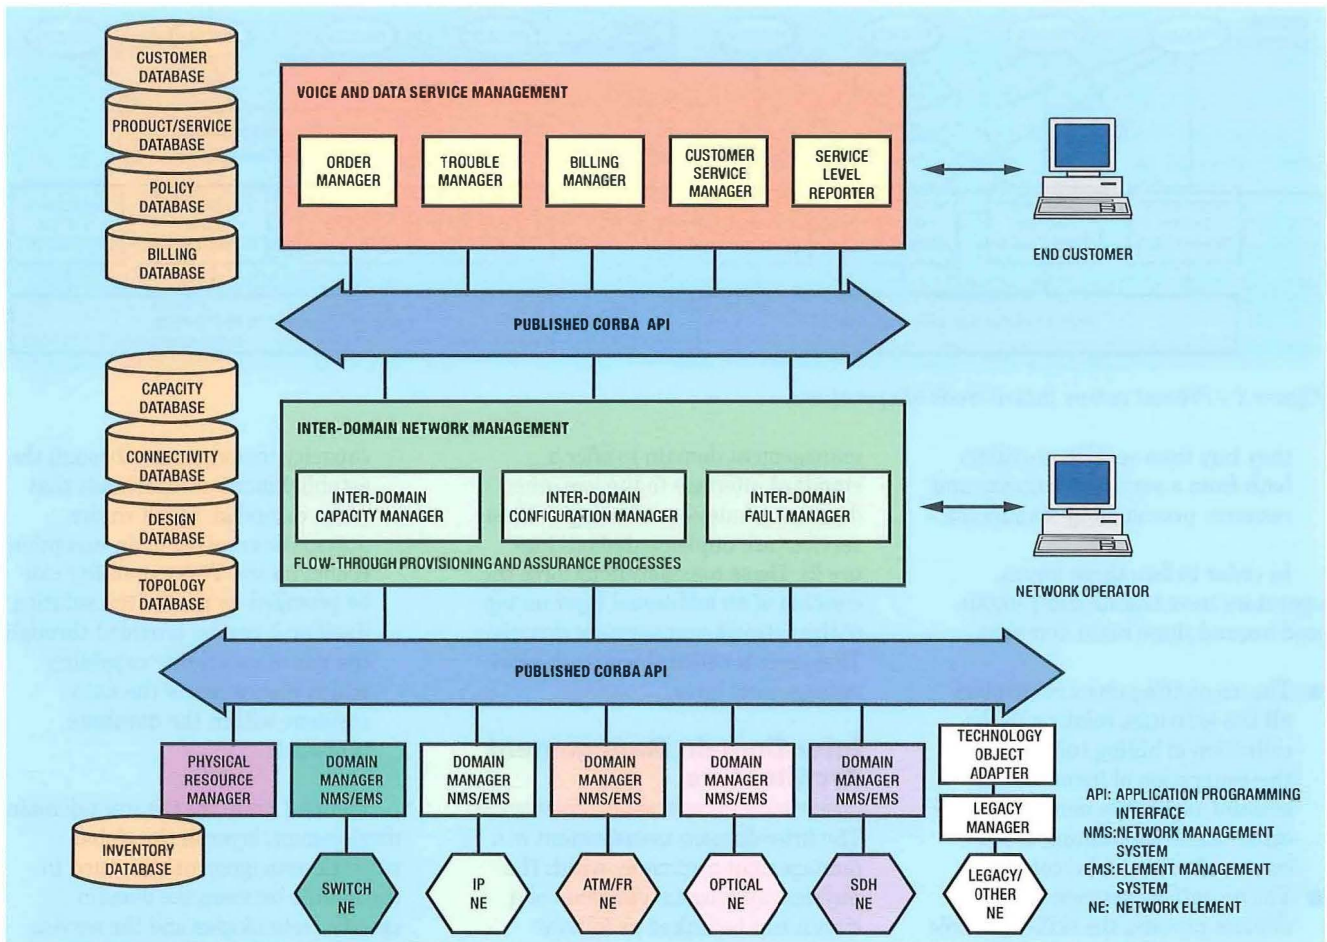 CUSTOMER
DATABASE
PRODUCT/SERVICE
DATABASE
POLICY
DATABASE
BILLING
DATABASE
VOICE AND DATA SERVICE MANAGEMENT
ORDER
MANAGER
TROUBLE
MANAGER
BILLING
MANAGER
CUSTOMER
SERVICE
MANAGER
SERVICE
LEVEL
REPORTER
END CUSTOMER
PUBLISHED CORBA API
CAPACITY
DATABASE
CONNECTIVITY
DATABASE
DESIGN
DATABASE
TOPOLOGY
DATABASE
INTER-DOMAIN NETWORK MANAGEMENT
INTER-DOMAIN
CAPACITY MANAGER
INTER-DOMAIN
CONFIGURATION MANAGER
INTER-DOMAIN
FAULT MANAGER
FLOW-THROUGH PROVISIONING AND ASSURANCE PROCESSES
NETWORK OPERATOR
PUBLISHED CORBA API
PHYSICAL
RESOURCE
MANAGER
DOMAIN
MANAGER
NMS/EMS
DOMAIN
MANAGER
NMS/EMS
DOMAIN
MANAGER
NMS/EMS
DOMAIN
MANAGER
NMS/EMS
DOMAIN
MANAGER
NMS/EMS
TECHNOLOGY
OBJECT
ADAPTER
LEGACY
MANAGER
INVENTORY
DATABASE
SWITCH
NE
IP
NE
ATM/FR
NE
OPTICAL
NE
SDH
NE
LEGACY/
OTHER
NE
API: APPLICATION PROGRAMMING
INTERFACE
NMS:NETWORK MANAGEMENT
SYSTEM
EMS:ELEMENT MANAGEMENT
SYSTEM
NE: NETWORK ELEMENT